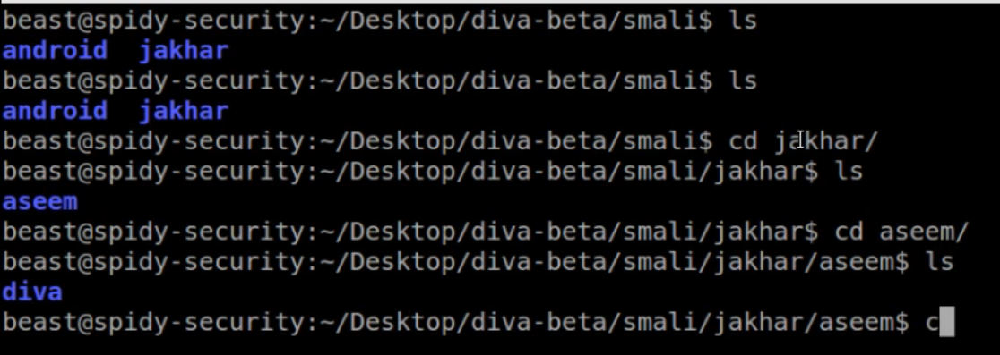 beast@spidy-security:~/Desktop/diva-beta/smali$ ls
android  jakhar
beast@spidy-security:~/Desktop/diva-beta/smali$ ls
android  jakhar
beast@spidy-security:~/Desktop/diva-beta/smali$ cd jakhar/
beast@spidy-security:~/Desktop/diva-beta/smali/jakhar$ ls
aseem
beast@spidy-security:~/Desktop/diva-beta/smali/jakhar$ cd aseem/
beast@spidy-security:~/Desktop/diva-beta/smali/jakhar/aseem$ ls
diva
beast@spidy-security:~/Desktop/diva-beta/smali/jakhar/aseem$ c